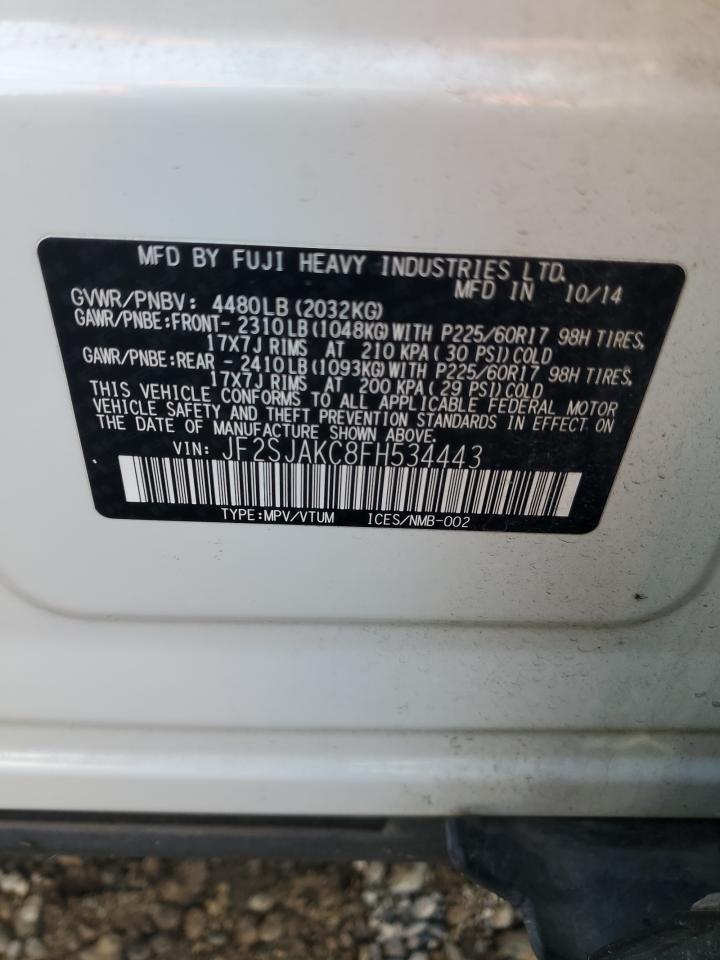 MFD BY FUJI HEAVY INDUSTRIES LTD.
MFD IN 10/14
GVWR/PNBV: 4480LB(2032KG)
GAWR/PNBE:FRONT- 2310LB(1048KG)WITH P225/60R17 98H TIRES,
17X7J RIMS AT 210 KPA( 30 PSI)COLD
GAWR/PNBE:REAR - 2410LB(1093KG)WITH P225/60R17 98H TIRES,
17X7J RIMS AT 200 KPA( 29 PSI)COLD
THIS VEHICLE CONFORMS TO ALL APPLICABLE FEDERAL MOTOR
VEHICLE SAFETY AND THEFT PREVENTION STANDARDS IN EFFECT ON
THE DATE OF MANUFACTURE SHOWN ABOVE.
VIN: JF2SJAKC8FH534443
TYPE:MPV/VTUM ICES/NMB-002